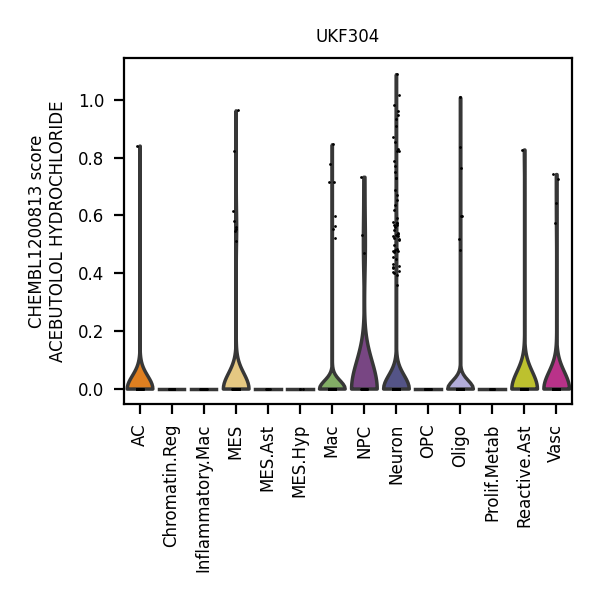 UKF304
CHEMBL1200813 score
ACEBUTOLOL HYDROCHLORIDE
1.0
0.8
0.6
0.4
0.2
0.0
AC
Chromatin.Reg
Inflammatory.Mac
MES
MES.Ast
MES.Hyp
Mac
NPC
Neuron
OPC
Oligo
Prolif.Metab
Reactive.Ast
Vasc